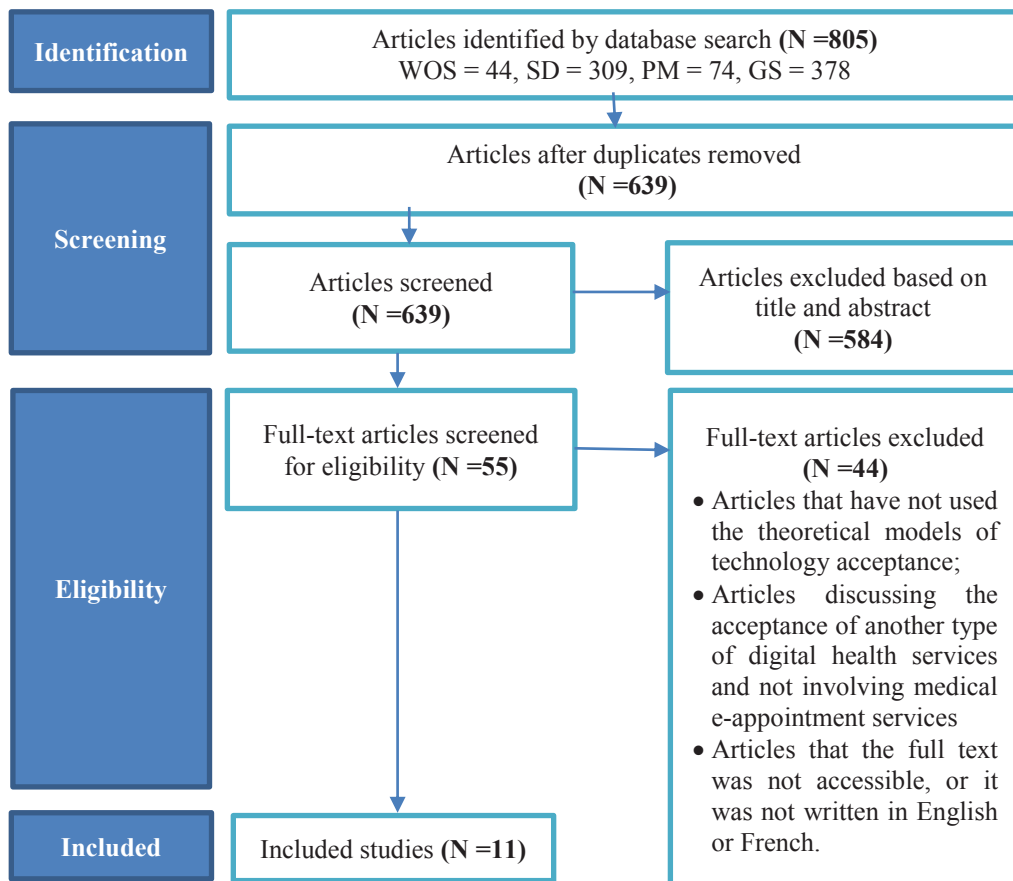 Identification
Articles identified by database search (N =805)
WOS = 44, SD = 309, PM = 74, GS = 378
Screening
Articles after duplicates removed
(N =639)
Articles screened
(N =639)
Articles excluded based on
title and abstract
(N =584)
Eligibility
Full-text articles screened
for eligibility (N =55)
Full-text articles excluded
(N =44)
• Articles that have not used
the theoretical models of
technology acceptance;
• Articles discussing the
acceptance of another type
of digital health services
and not involving medical
e-appointment services
• Articles that the full text
was not accessible, or it
was not written in English
or French.
Included
Included studies (N =11)